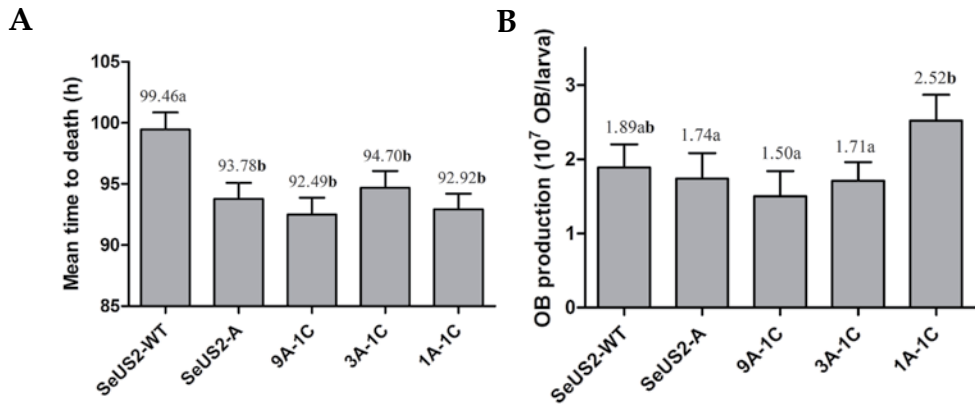 A
Mean time to death (h)
105
100
95
90
85
99.46a
93.78b
92.49b
94.70b
92.92b
SeUS2-WT
SeUS2-A
9A-1C
3A-1C
1A-1C
B
OB production (10⁷ OB/larva)
3
2
1
0
1.89ab
1.74a
1.50a
1.71a
2.52b
SeUS2-WT
SeUS2-A
9A-1C
3A-1C
1A-1C